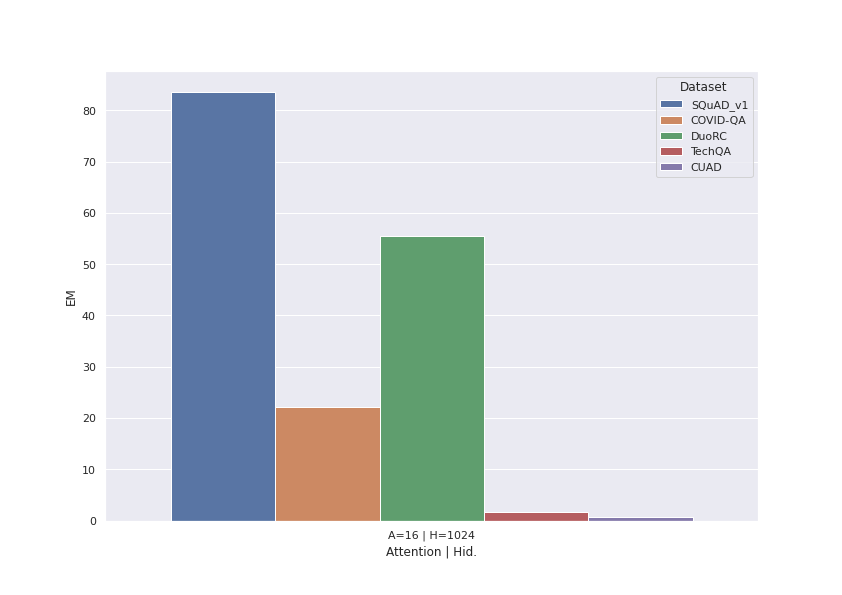 Dataset
SQuAD_v1
COVID-QA
DuoRC
TechQA
CUAD
80
70
60
50
40
30
20
10
0
EM
A=16 | H=1024
Attention | Hid.